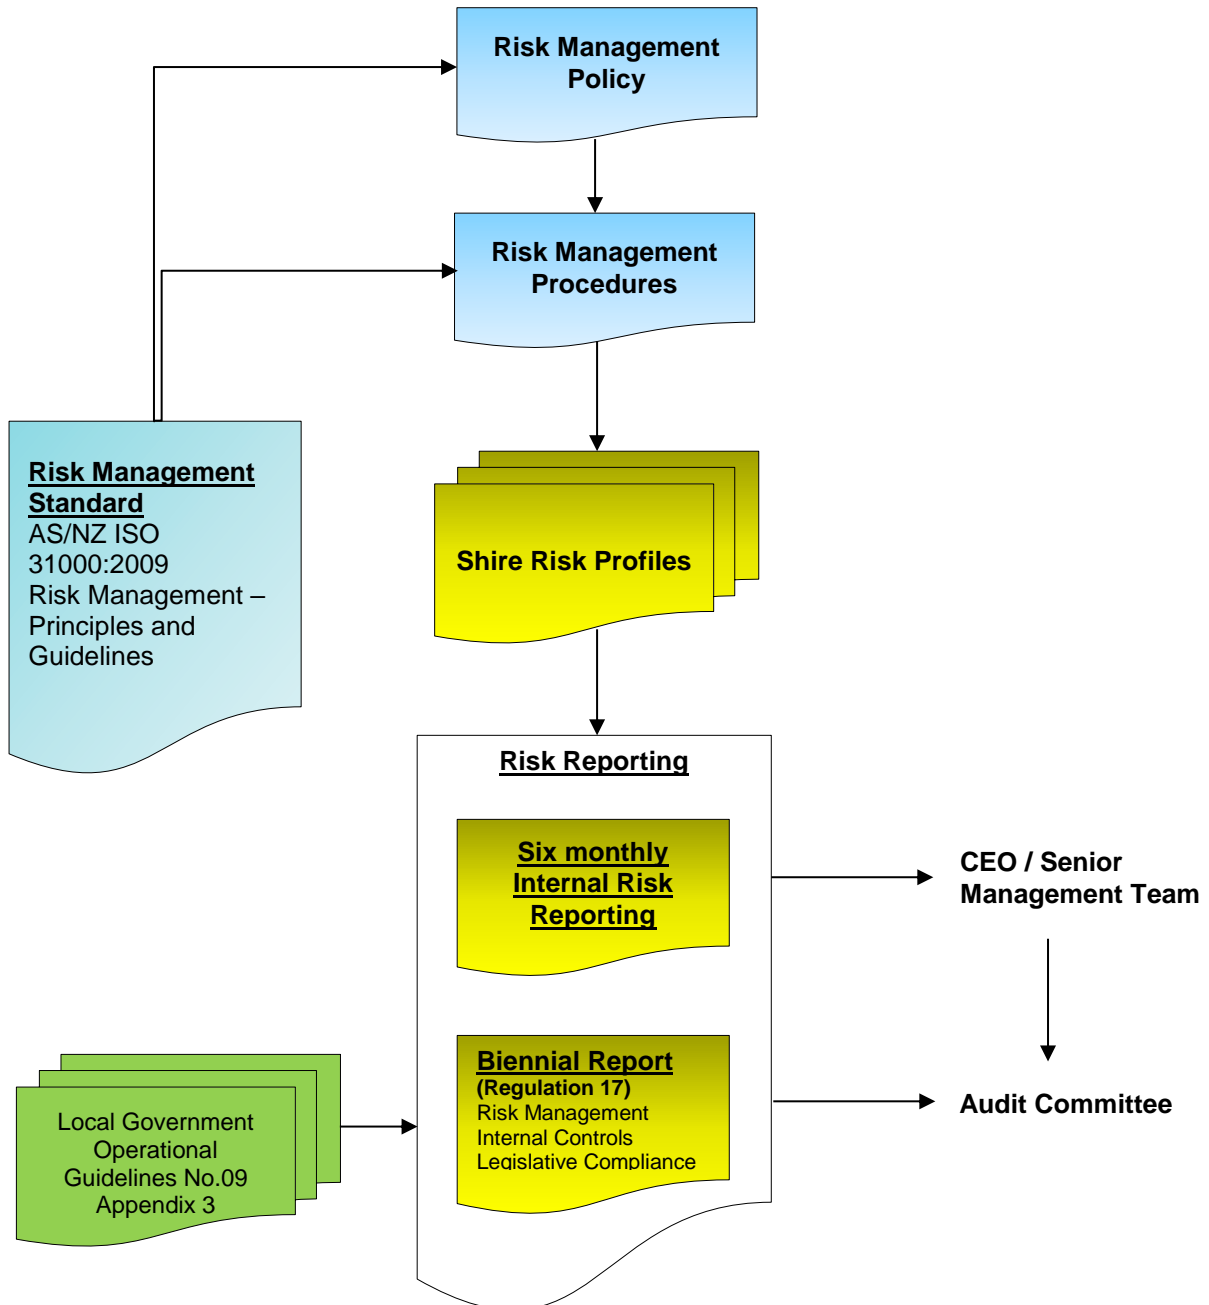 Risk Management
Policy
Risk Management
Procedures
Risk Management
Standard
AS/NZ ISO
31000:2009
Risk Management –
Principles and
Guidelines
Shire Risk Profiles
Risk Reporting
Six monthly
Internal Risk
Reporting
CEO / Senior
Management Team
Biennial Report
(Regulation 17)
Risk Management
Internal Controls
Legislative Compliance
Audit Committee
Local Government
Operational
Guidelines No.09
Appendix 3